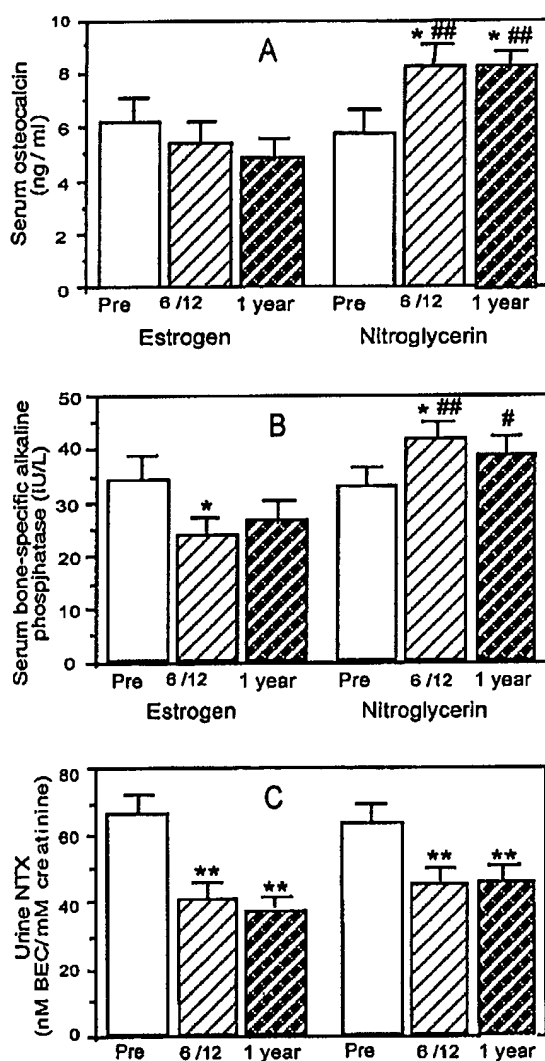 10
A
* ##
* ##
8
6
4
2
0
Serum osteocalcin
(ng / ml)
Pre 6 /12 1 year Pre 6 /12 1 year
Estrogen Nitroglycerin
50
B
* ##
#
40
*
30
20
10
0
Serum bone-specific alkaline
phospjhatase (IU/L)
Pre 6 /12 1 year Pre 6 /12 1 year
Estrogen Nitroglycerin
80
C
60
**
**
**
**
40
20
0
Urine NTX
(nM BEC/mM creatinine)
Pre 6 /12 1 year Pre 6 /12 1 year